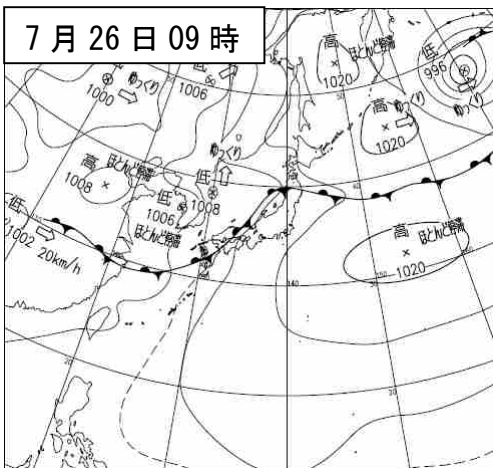 7月26日09時
高
ほとんど停滞
1020
低
996
ゆっくり
低
1000
ゆっくり
低
1006
高
ゆっくり
1020
高
ほとんど停滞
1008
ゆっくり
低
1008
低
1006
ほとんど停滞
低
1002 20km/h
高
ほとんど停滞
1020